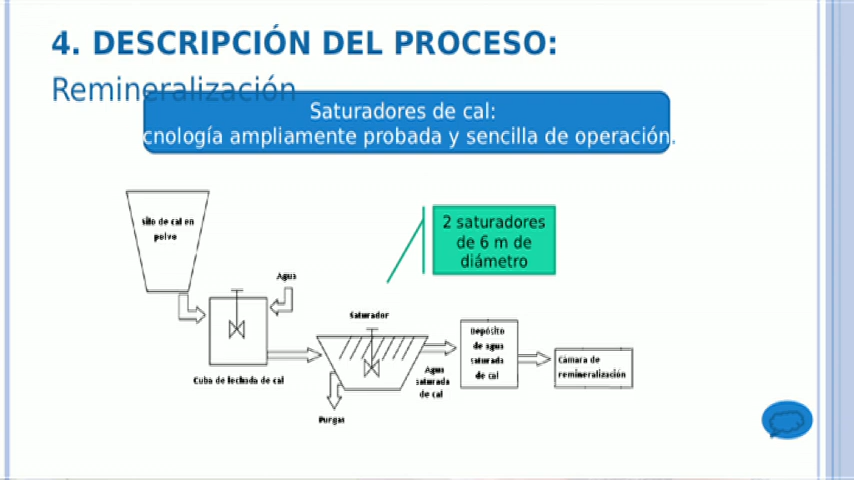 4. DESCRIPCIÓN DEL PROCESO:
Remineralización
Saturadores de cal:
cnología ampliamente probada y sencilla de operación.
2 saturadores
de 6 m de
diámetro
Silo de cal en
polvo
Agua
Saturador
Cuba de lechada de cal
Purgas
Agua
saturada
de cal
Depósito
de agua
saturada
de cal
Cámara de
remineralización